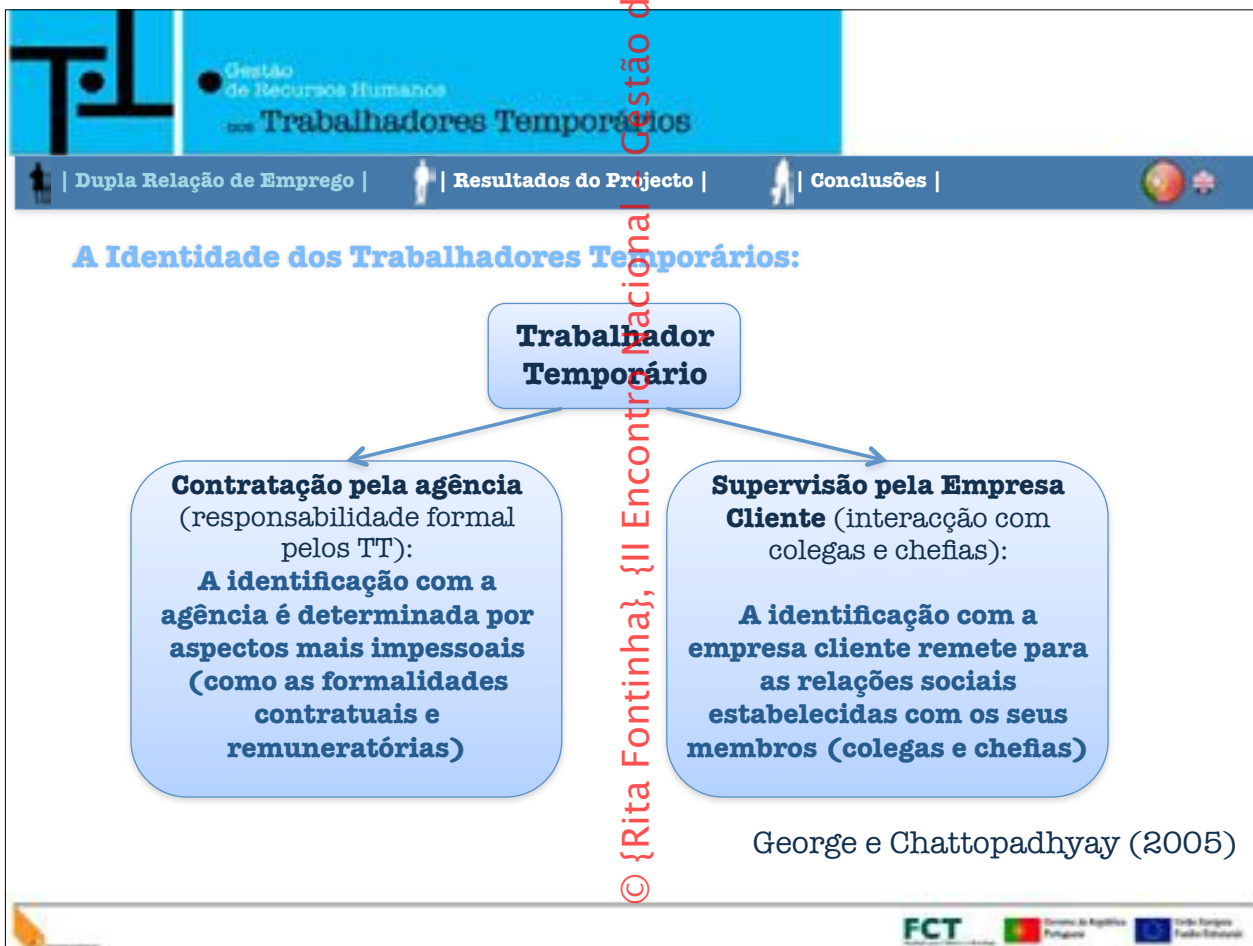 Gestão
de Recursos Humanos
dos Trabalhadores Temporários
| Dupla Relação de Emprego | | Resultados do Projecto | | Conclusões |
A Identidade dos Trabalhadores Temporários:
Trabalhador
Temporário
Contratação pela agência
(responsabilidade formal
pelos TT):
A identificação com a
agência é determinada por
aspectos mais impessoais
(como as formalidades
contratuais e
remuneratórias)
Supervisão pela Empresa
Cliente (interacção com
colegas e chefias):
A identificação com a
empresa cliente remete para
as relações sociais
estabelecidas com os seus
membros (colegas e chefias)
George e Chattopadhyay (2005)
© {Rita Fontinha}, {II Encontro Nacional - Gestão d
FCT